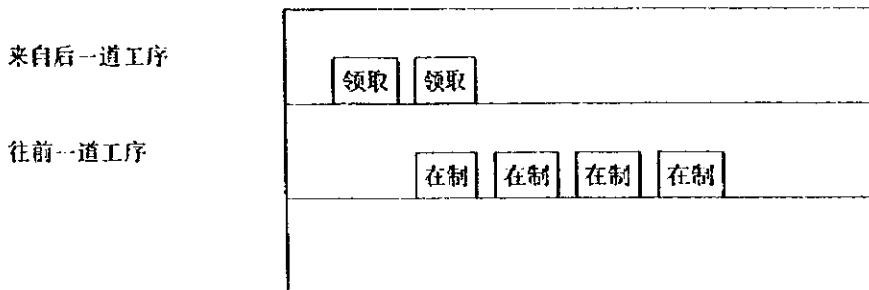 来自后一道工序
领取 领取
往前一道工序
在制 在制 在制 在制